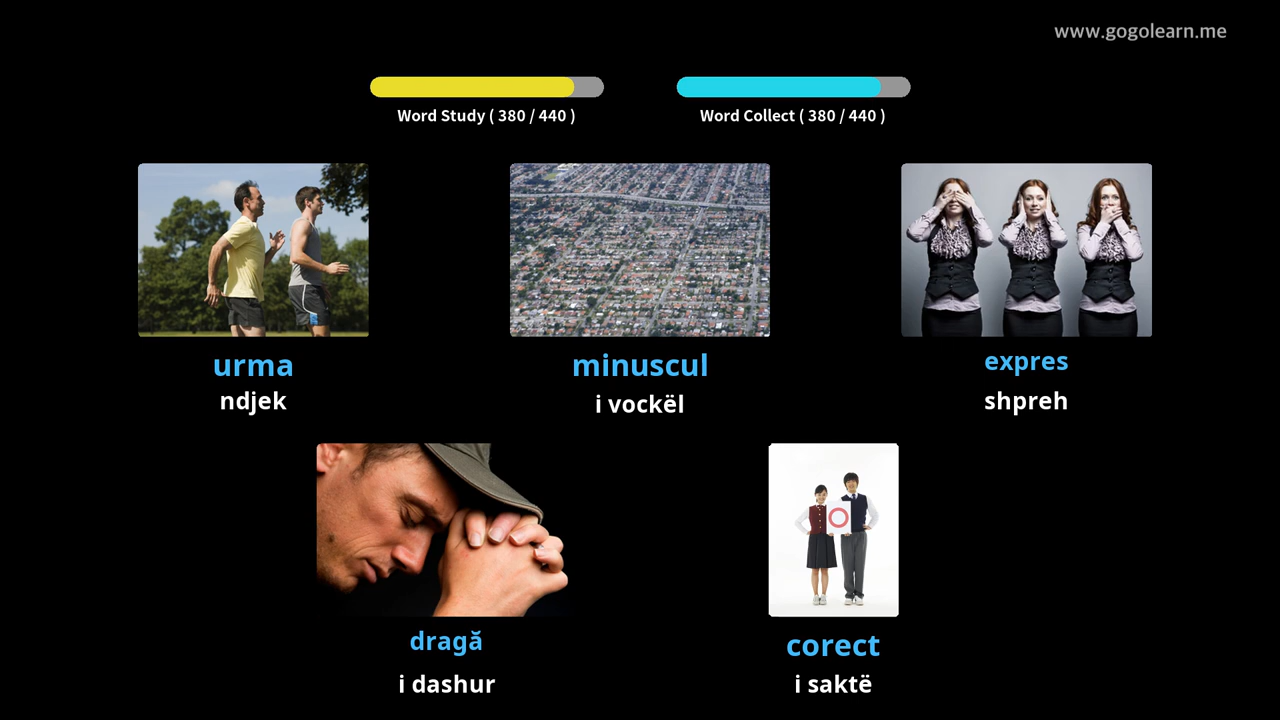 www.gogolearn.me
Word Study ( 380 / 440 )
Word Collect ( 380 / 440 )
urma
ndjek
minuscul
i vockël
expres
shpreh
dragă
i dashur
corect
i saktë